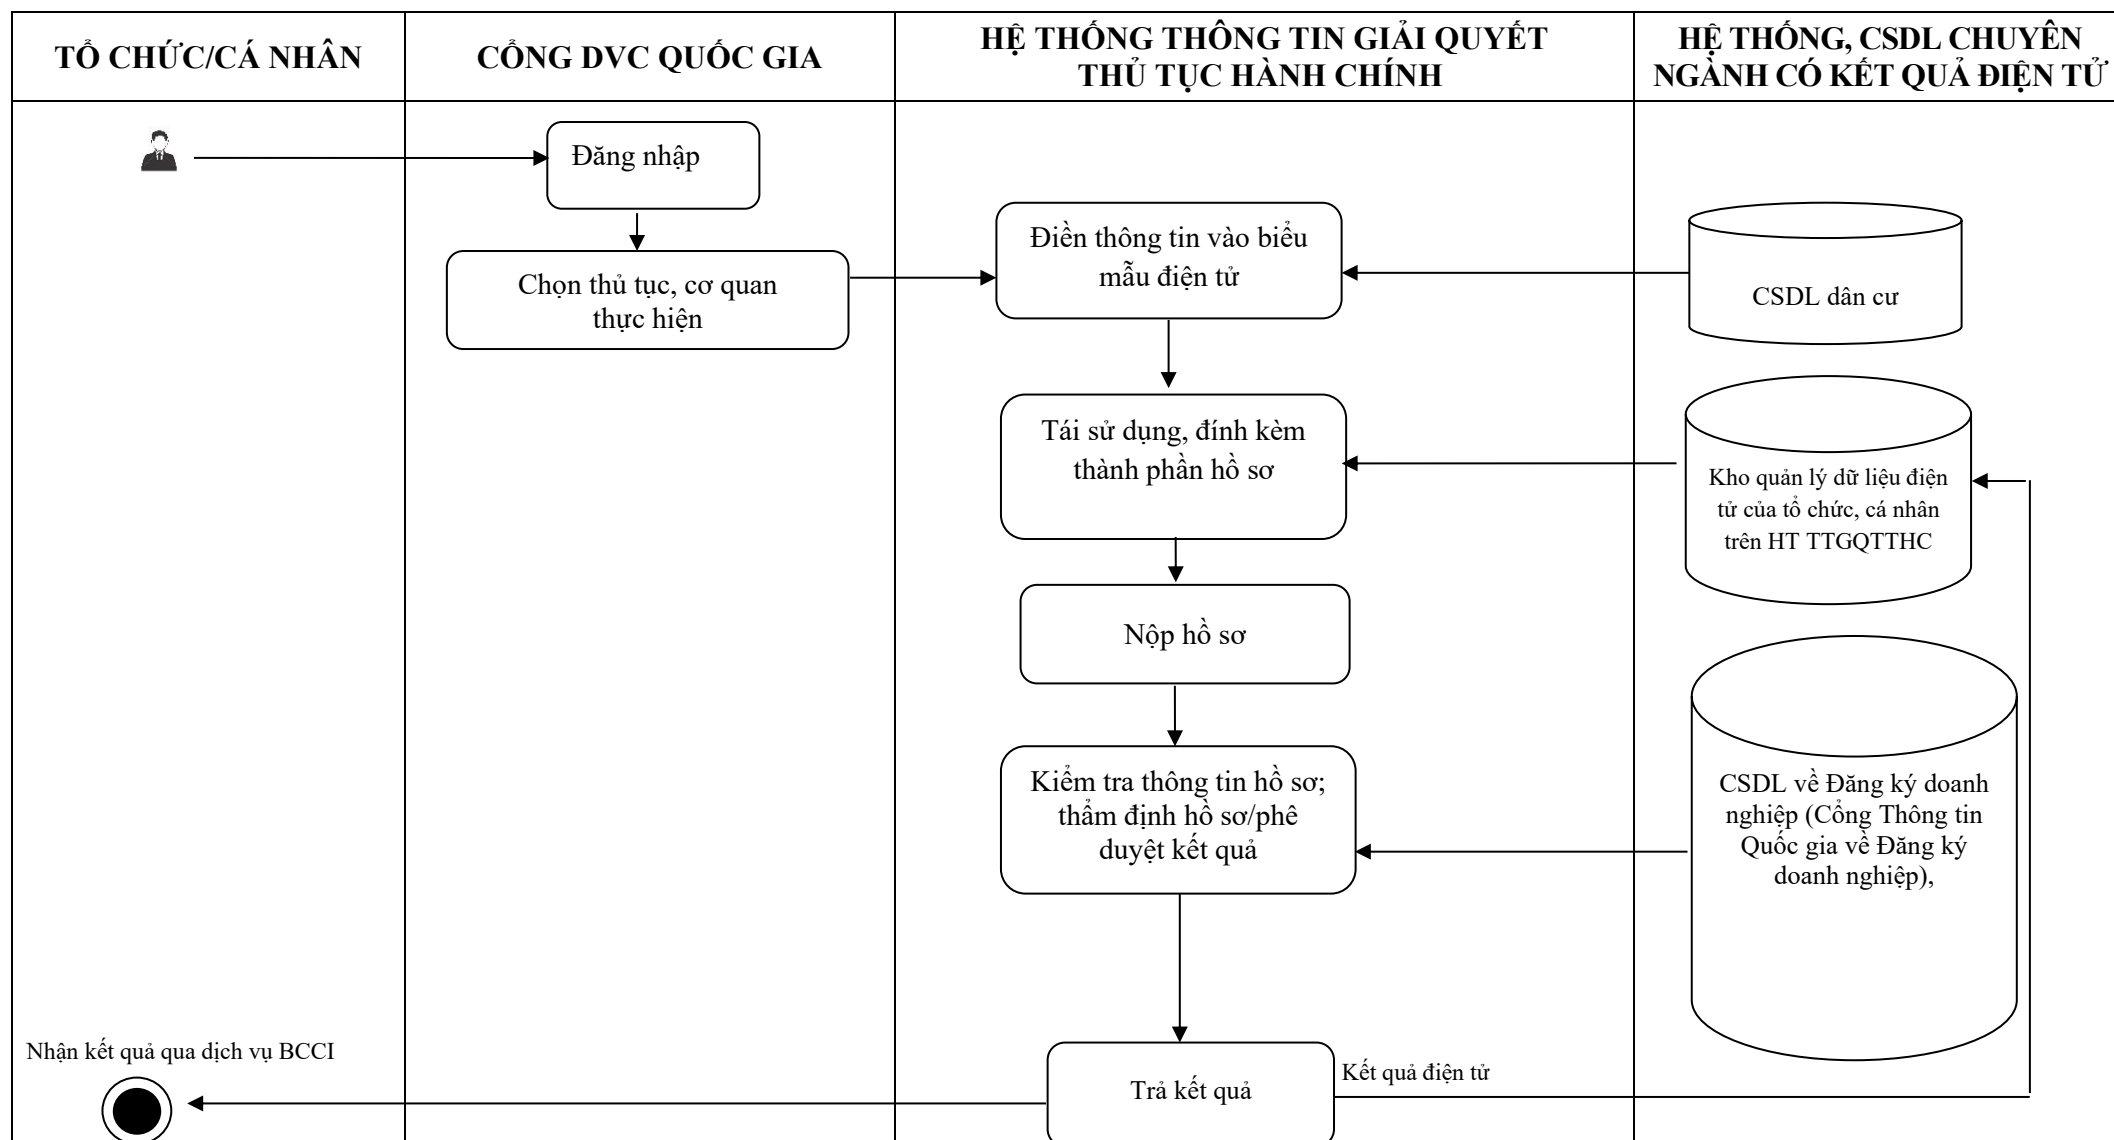 TỔ CHỨC/CÁ NHÂN
CỔNG DVC QUỐC GIA
HỆ THỐNG THÔNG TIN GIẢI QUYẾT
THỦ TỤC HÀNH CHÍNH
HỆ THỐNG, CSDL CHUYÊN
NGÀNH CÓ KẾT QUẢ ĐIỆN TỬ
Đăng nhập
Chọn thủ tục, cơ quan
thực hiện
Điền thông tin vào biểu
mẫu điện tử
CSDL dân cư
Tái sử dụng, đính kèm
thành phần hồ sơ
Kho quản lý dữ liệu điện
tử của tổ chức, cá nhân
trên HT TTGQTTHC
Nộp hồ sơ
Kiểm tra thông tin hồ sơ;
thẩm định hồ sơ/phê
duyệt kết quả
CSDL về Đăng ký doanh
nghiệp (Cổng Thông tin
Quốc gia về Đăng ký
doanh nghiệp),
Nhận kết quả qua dịch vụ BCCI
Trả kết quả
Kết quả điện tử